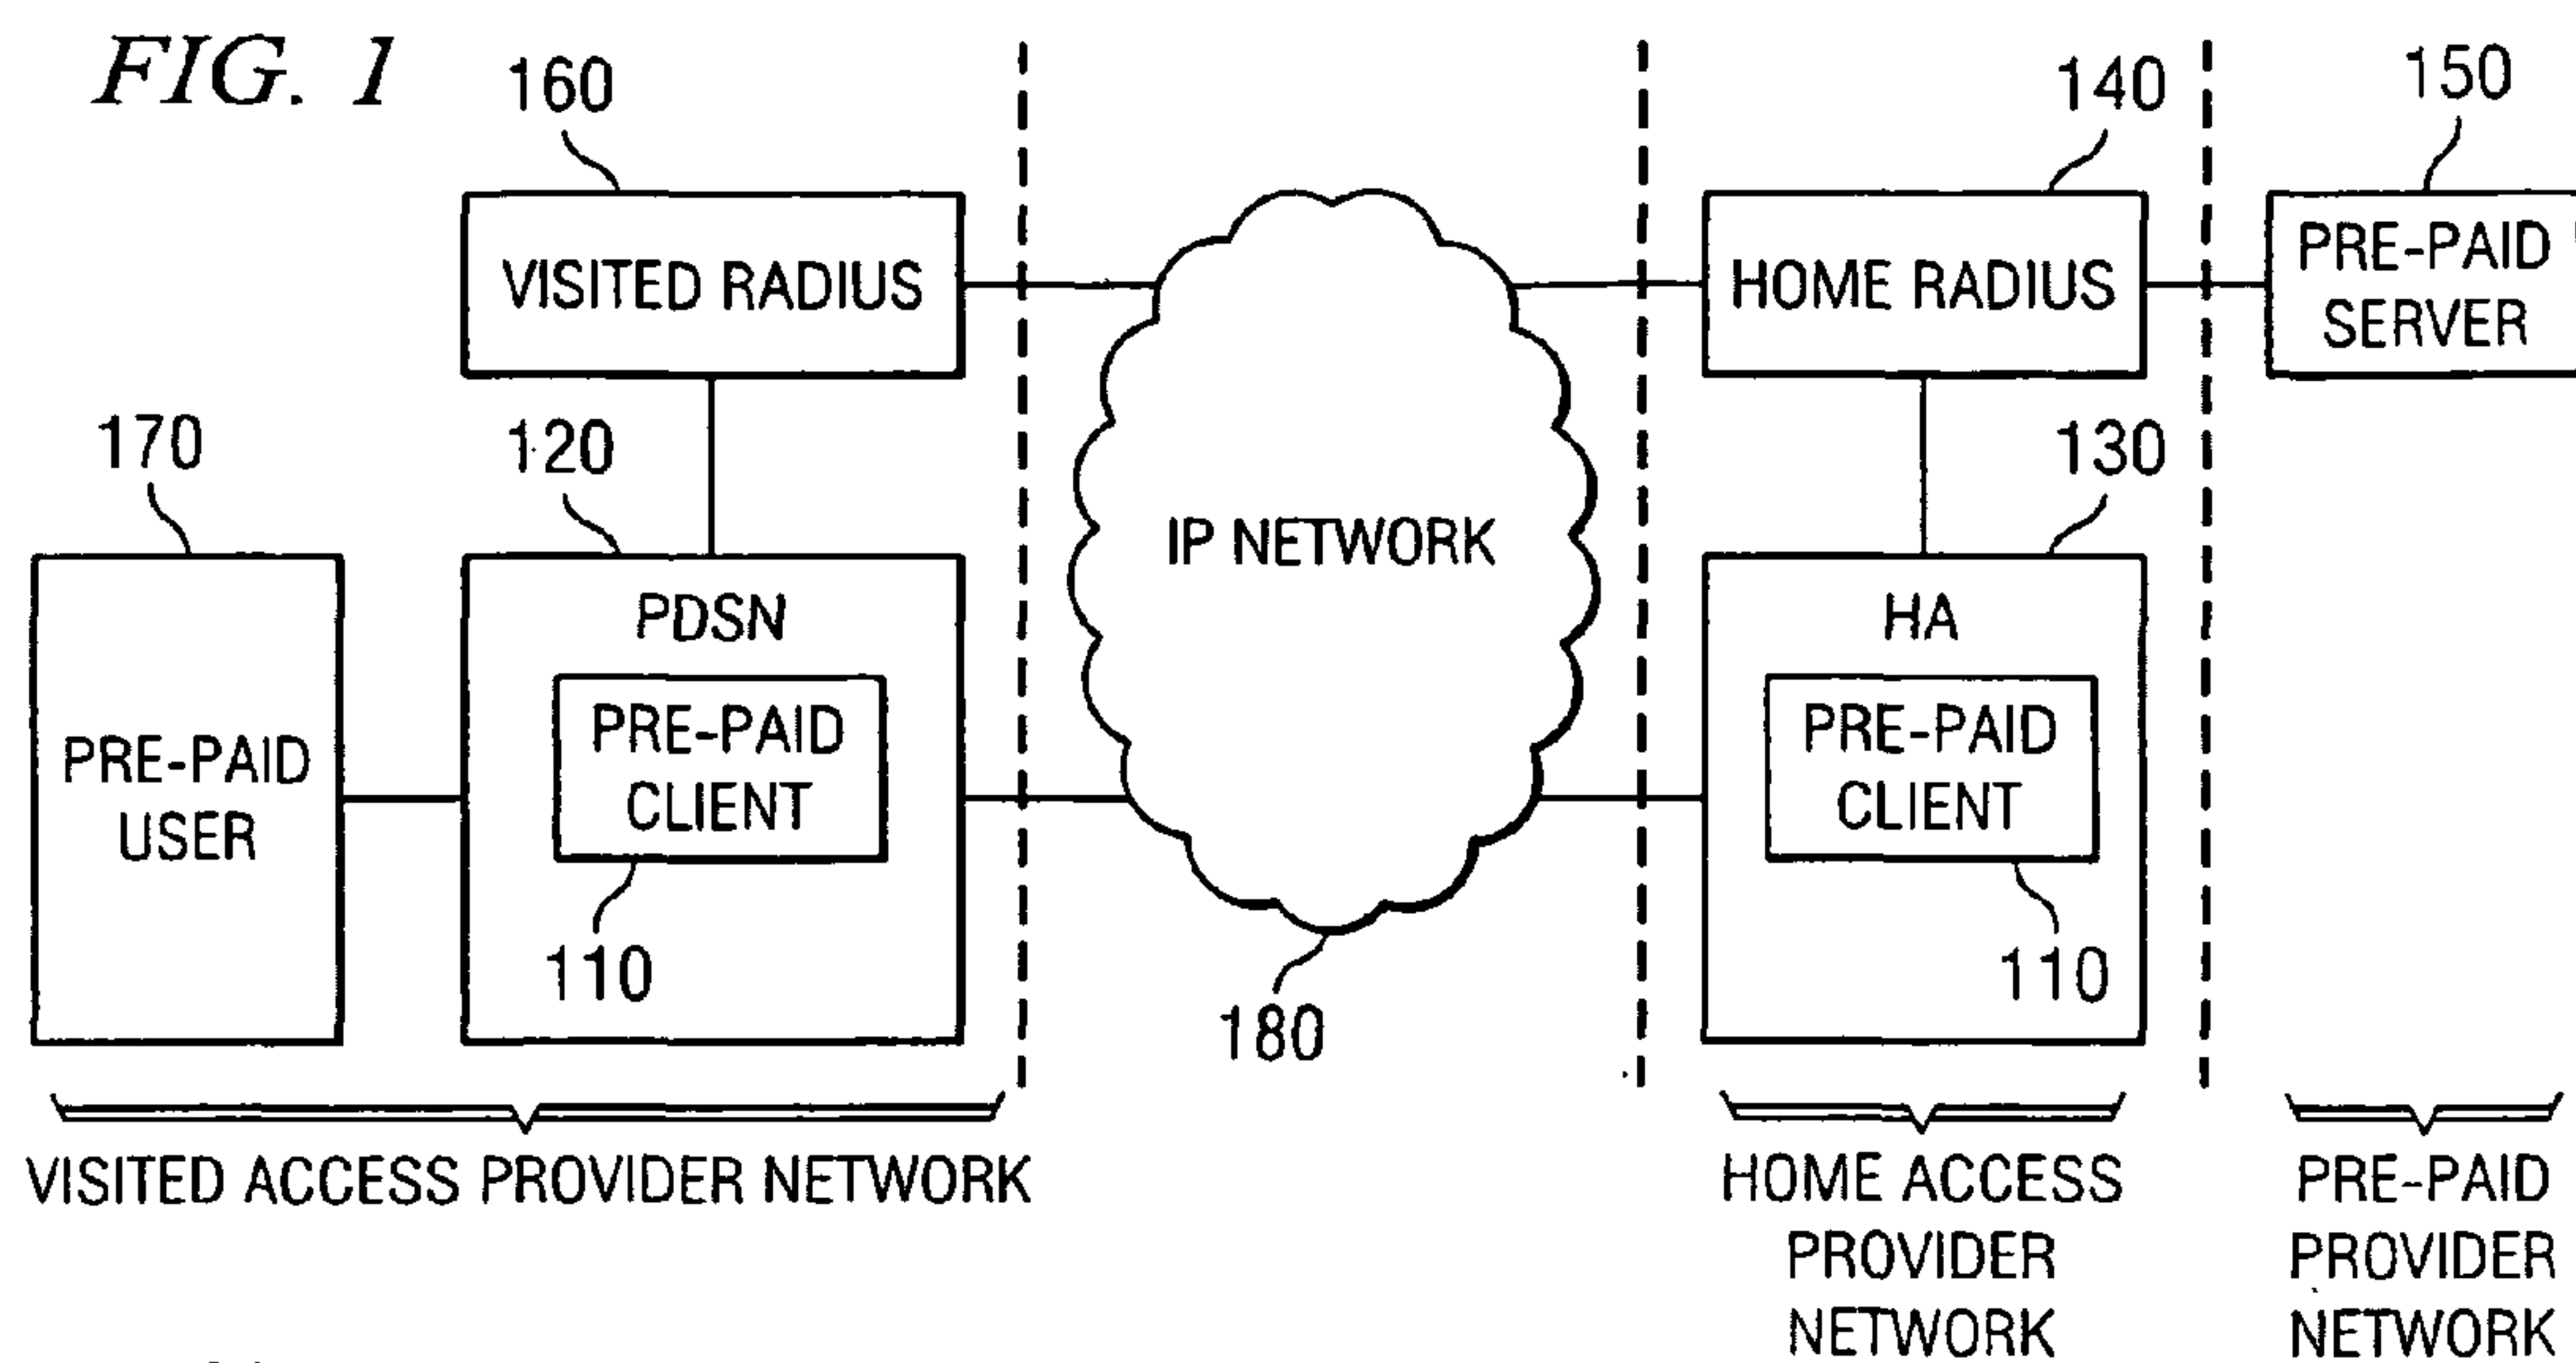 FIG. 1
160
140
150
VISITED RADIUS
HOME RADIUS
PRE-PAID
SERVER
170
120
130
IP NETWORK
PDSN
HA
PRE-PAID
USER
PRE-PAID
CLIENT
PRE-PAID
CLIENT
110
110
180
VISITED ACCESS PROVIDER NETWORK
HOME ACCESS
PROVIDER
NETWORK
PRE-PAID
PROVIDER
NETWORK